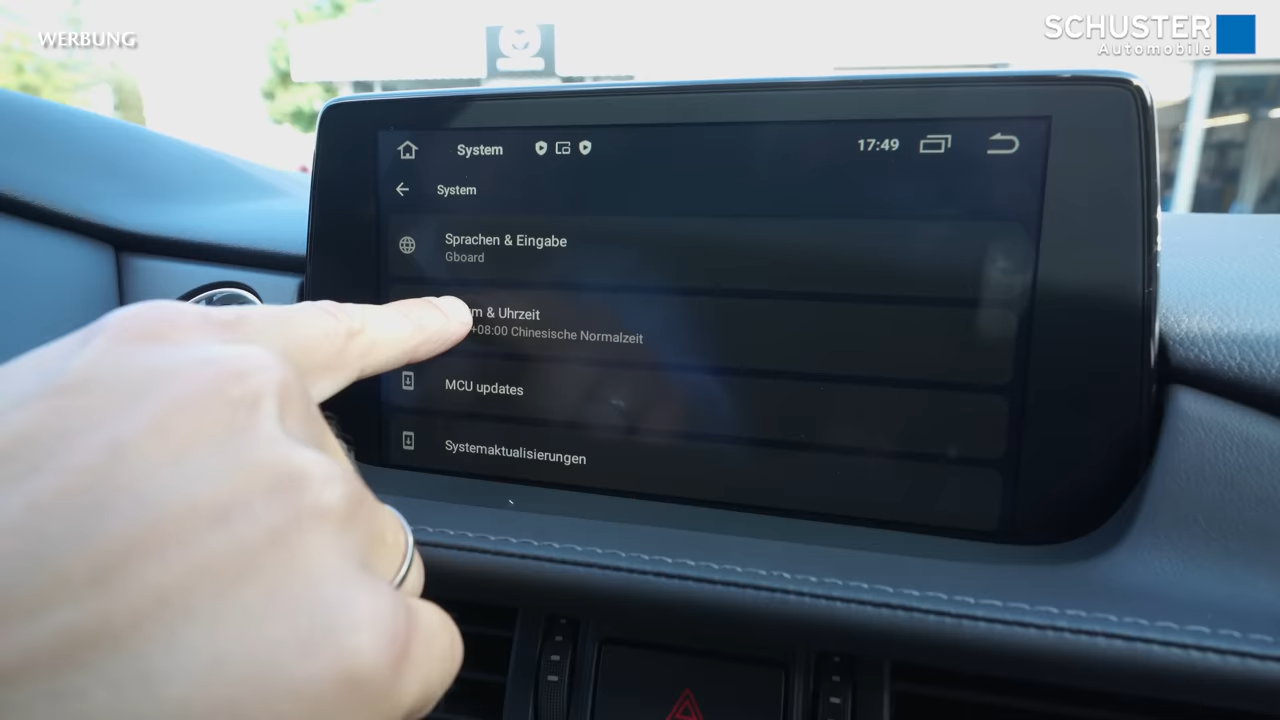 WERBUNG
SCHUSTER
Automobile
System
17:49
System
Sprachen & Eingabe
Gboard
m & Uhrzeit
+08:00 Chinesische Normalzeit
MCU updates
Systemaktualisierungen